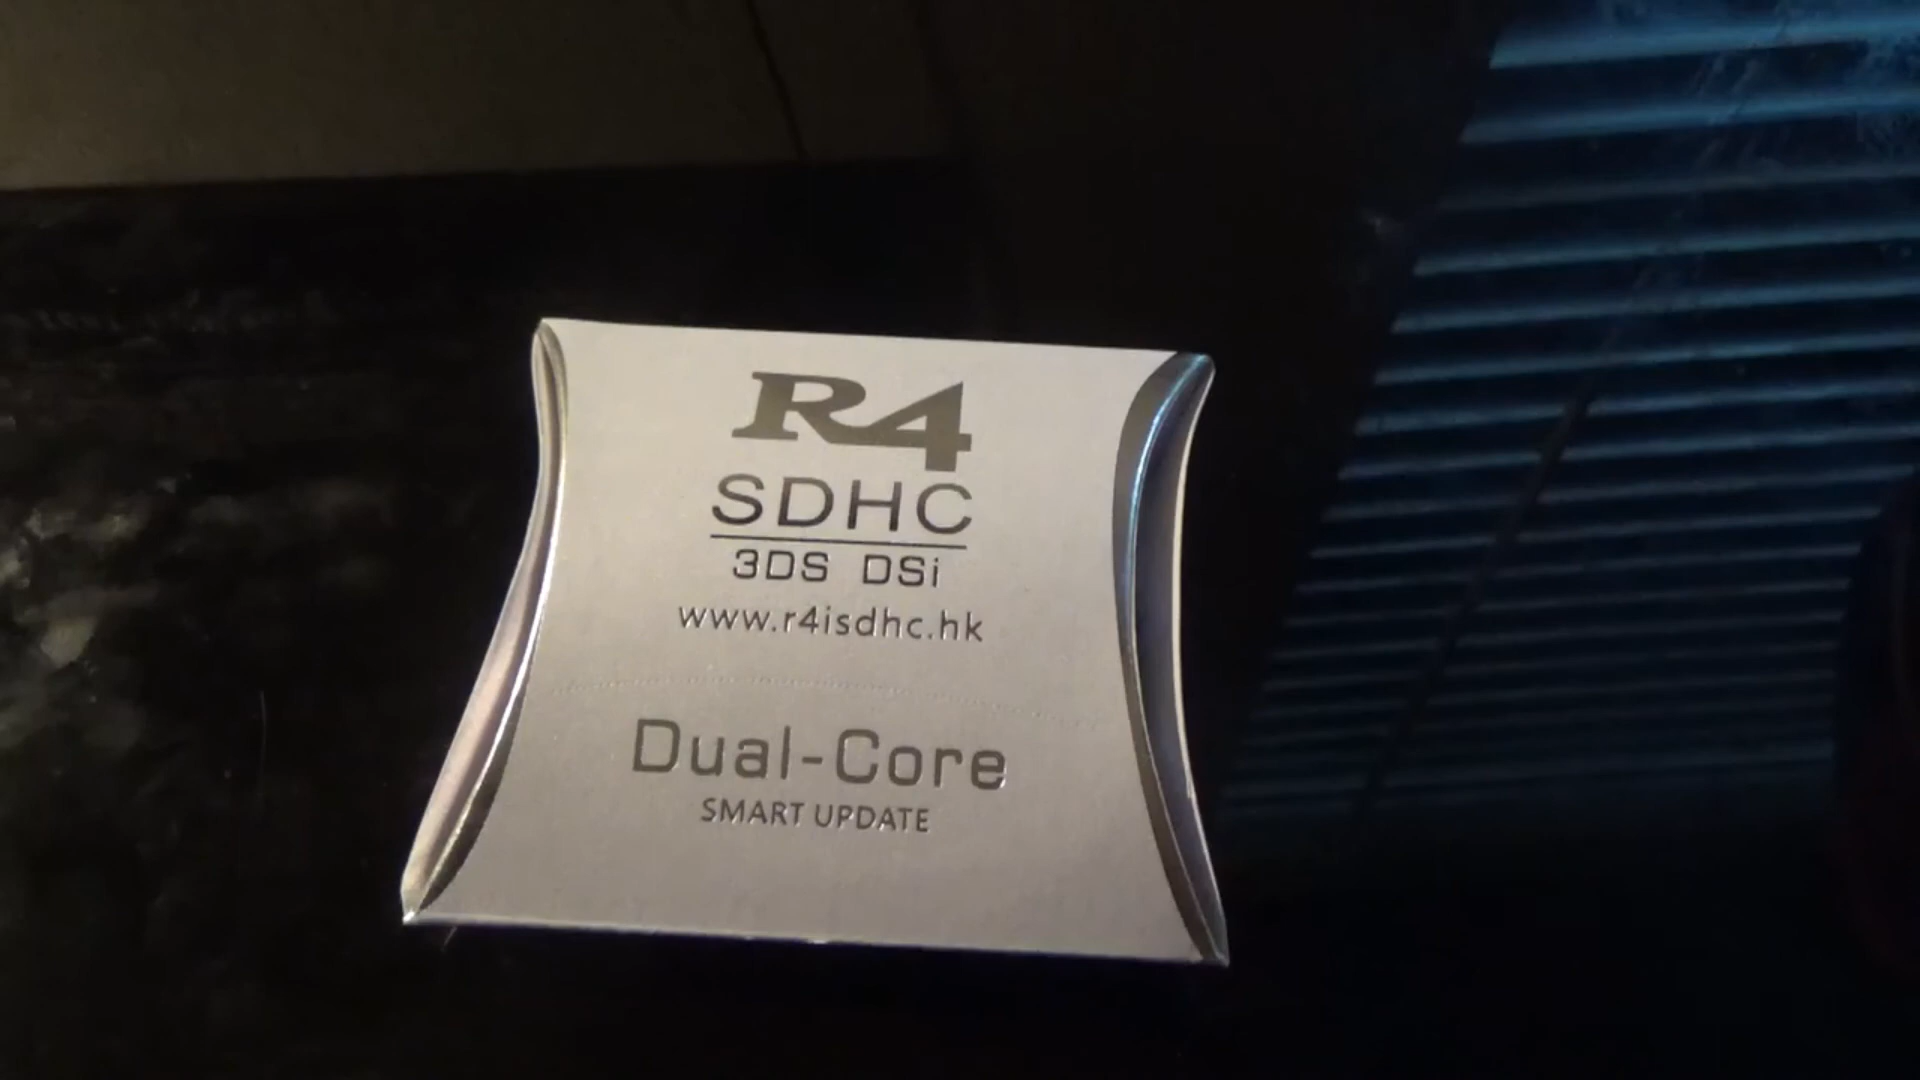 R4
SDHC
3DS DSi
www.r4isdhc.hk
Dual-Core
SMART UPDATE